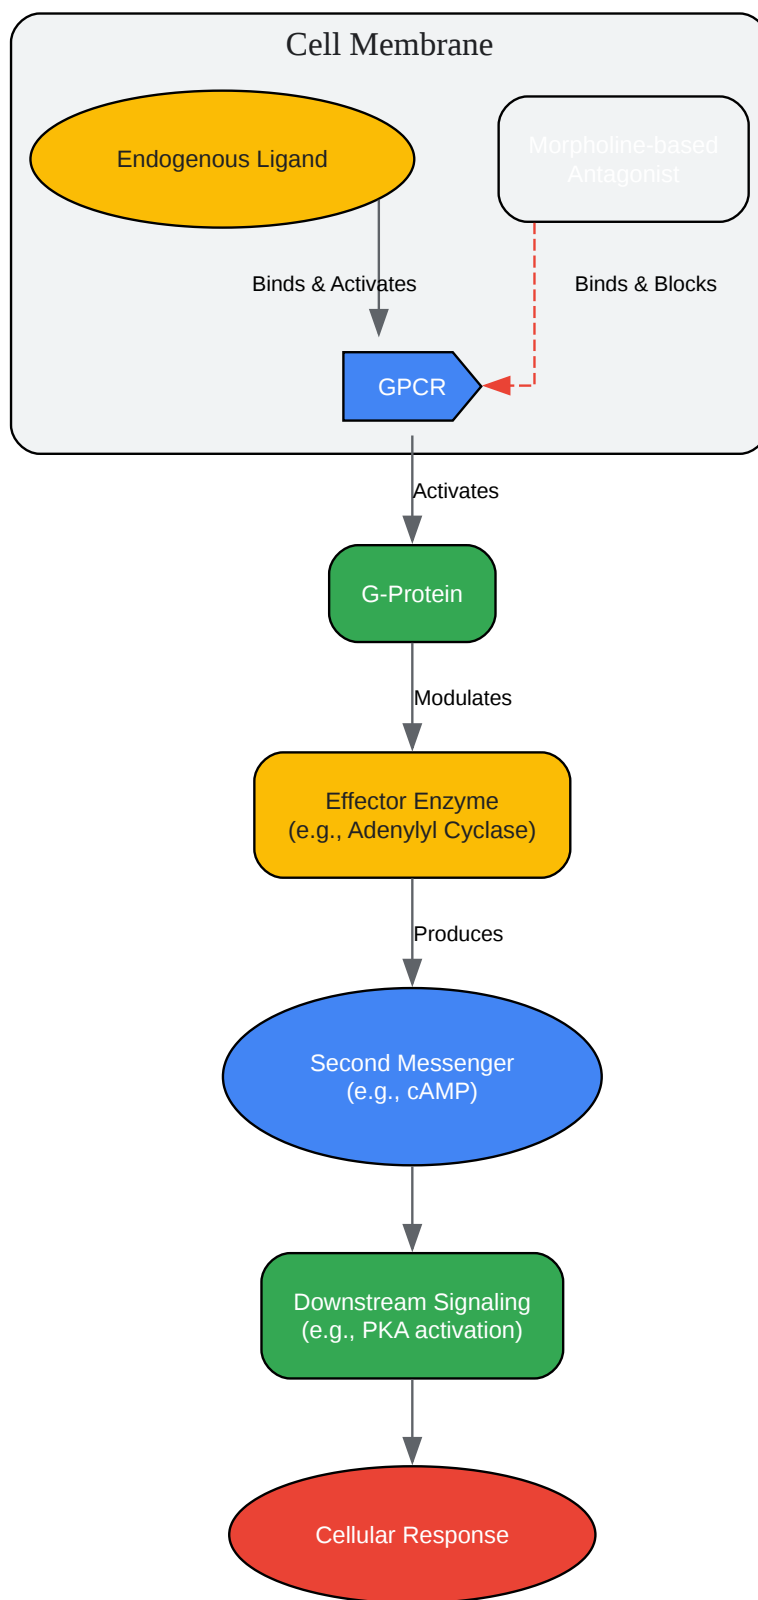 Cell Membrane
Endogenous Ligand
Morpholine-based
Antagonist
Binds & Activates
Binds & Blocks
GPCR
Activates
G-Protein
Modulates
Effector Enzyme
(e.g., Adenylyl Cyclase)
Produces
Second Messenger
(e.g., cAMP)
Downstream Signaling
(e.g., PKA activation)
Cellular Response